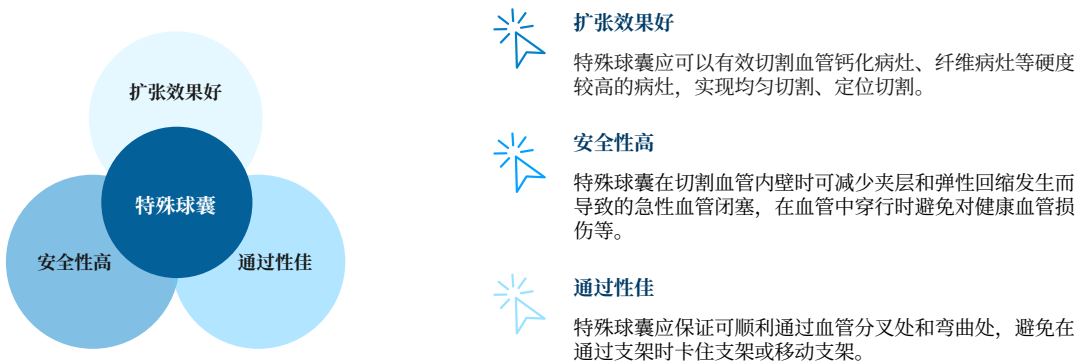 扩张效果好
特殊球囊
安全性高
通过性佳
扩张效果好
特殊球囊应可以有效切割血管钙化病灶、纤维病灶等硬度
较高的病灶，实现均匀切割、定位切割。
安全性高
特殊球囊在切割血管内壁时可减少夹层和弹性回缩发生而
导致的急性血管闭塞，在血管中穿行时避免对健康血管损
伤等。
通过性佳
特殊球囊应保证可顺利通过血管分叉处和弯曲处，避免在
通过支架时卡住支架或移动支架。